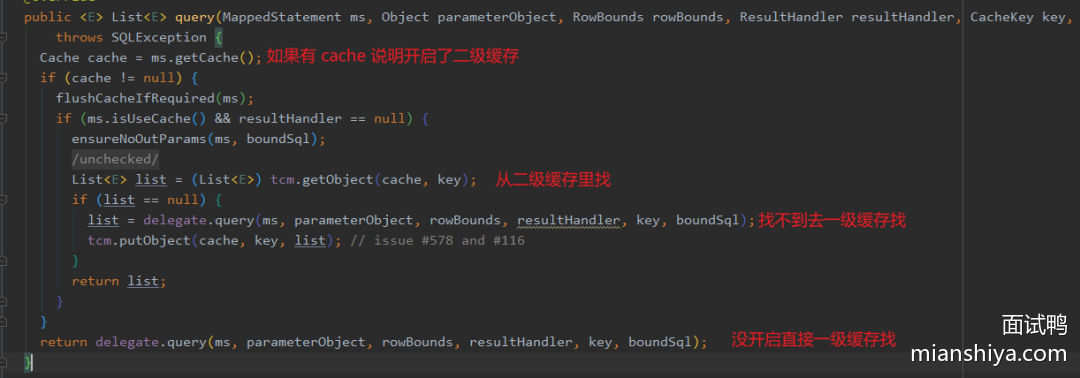 @Override
public <E> List<E> query(MappedStatement ms, Object parameterObject, RowBounds rowBounds, ResultHandler resultHandler, CacheKey key,
throws SQLException {
Cache cache = ms.getCache(); 如果有 cache 说明开启了二级缓存
if (cache != null) {
flushCacheIfRequired(ms);
if (ms.isUseCache() && resultHandler == null) {
ensureNoOutParams(ms, boundSql);
/unchecked/
List<E> list = (List<E>) tcm.getObject(cache, key); 从二级缓存里找
if (list == null) {
list = delegate.query(ms, parameterObject, rowBounds, resultHandler, key, boundSql); 找不到去一级缓存找
tcm.putObject(cache, key, list); // issue #578 and #116
}
return list;
}
}
return delegate.query(ms, parameterObject, rowBounds, resultHandler, key, boundSql); 没开启直接一级缓存找
}
面试鸭
mianshiya.com